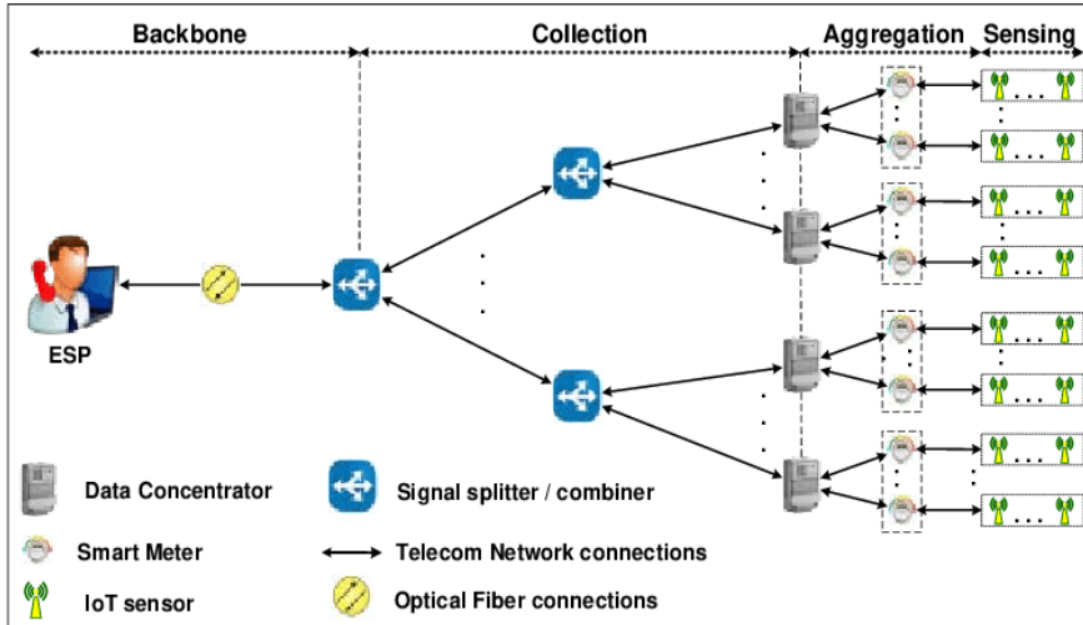 Backbone
Collection
Aggregation
Sensing
ESP
Data Concentrator
Signal splitter / combiner
Smart Meter
Telecom Network connections
IoT sensor
Optical Fiber connections